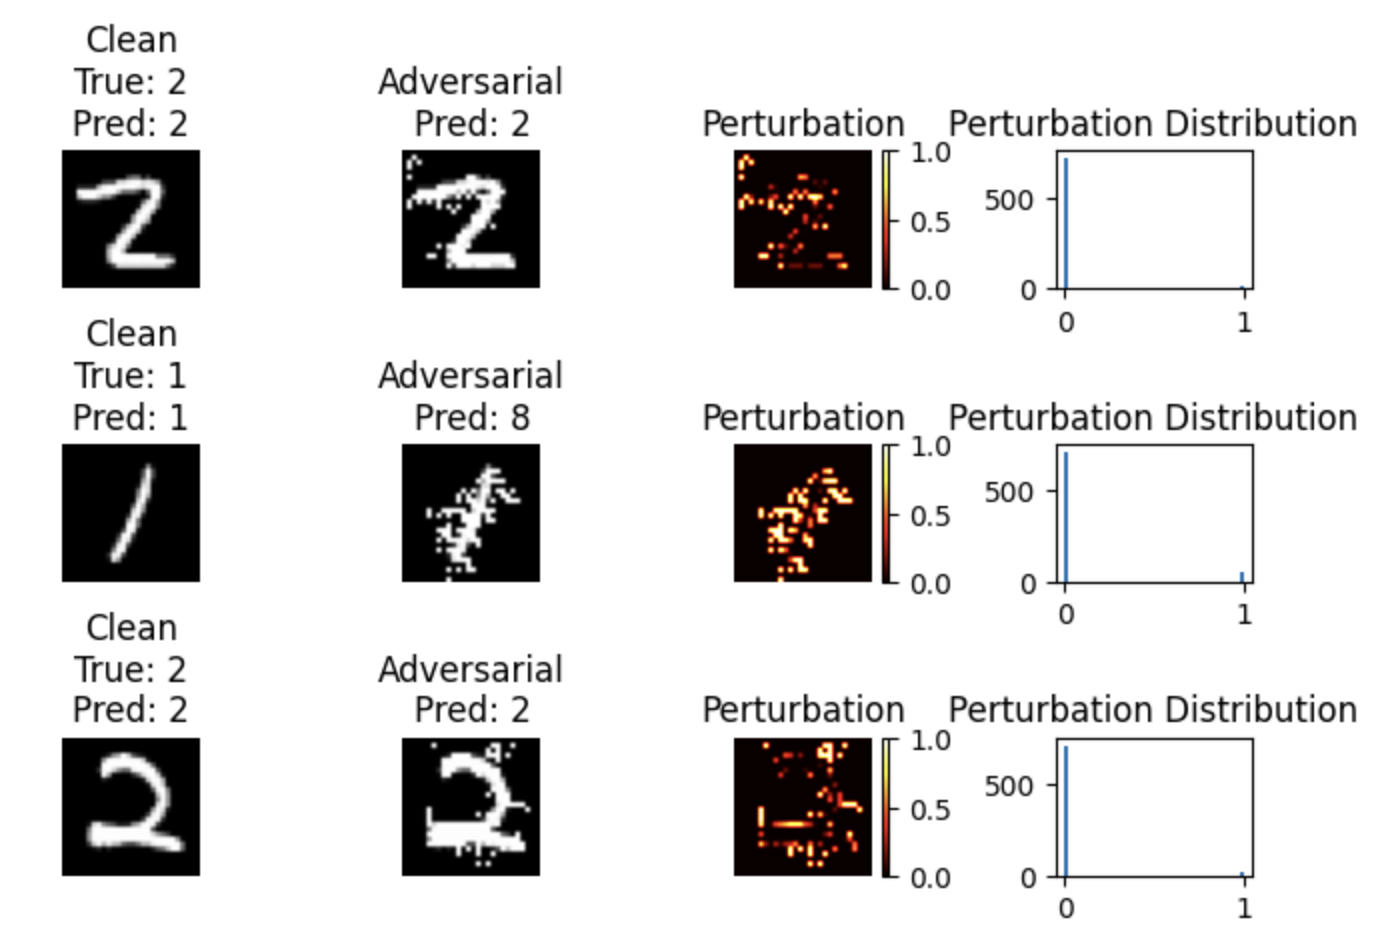 Clean
True: 2
Pred: 2
Adversarial
Pred: 2
Perturbation
Perturbation Distribution
1.0
0.5
0.0
500
0
0
1
Clean
True: 1
Pred: 1
Adversarial
Pred: 8
Perturbation
Perturbation Distribution
1.0
0.5
0.0
500
0
0
1
Clean
True: 2
Pred: 2
Adversarial
Pred: 2
Perturbation
Perturbation Distribution
1.0
0.5
0.0
500
0
0
1